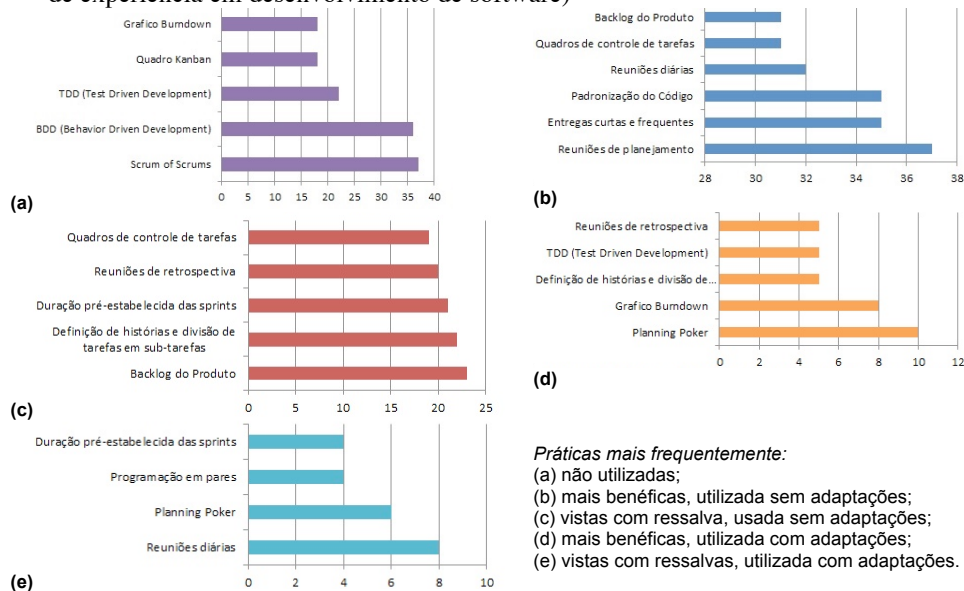 de experiência em desenvolvimento de software)
Grafico Burndown
Quadro Kanban
TDD (Test Driven Development)
BDD (Behavior Driven Development)
Scrum of Scrums
0 5 10 15 20 25 30 35 40
(a)
Backlog do Produto
Quadros de controle de tarefas
Reuniões diárias
Padronização do Código
Entregas curtas e frequentes
Reuniões de planejamento
28 30 32 34 36 38
(b)
Quadros de controle de tarefas
Reuniões de retrospectiva
Duração pré-estabelecida das sprints
Definição de histórias e divisão de
tarefas em sub-tarefas
Backlog do Produto
0 5 10 15 20 25
(c)
Reuniões de retrospectiva
TDD (Test Driven Development)
Definição de histórias e divisão de...
Grafico Burndown
Planning Poker
0 2 4 6 8 10 12
(d)
Duração pré-estabelecida das sprints
Programação em pares
Planning Poker
Reuniões diárias
0 2 4 6 8 10
(e)
Práticas mais frequentemente:
(a) não utilizadas;
(b) mais benéficas, utilizada sem adaptações;
(c) vistas com ressalva, usada sem adaptações;
(d) mais benéficas, utilizada com adaptações;
(e) vistas com ressalvas, utilizada com adaptações.